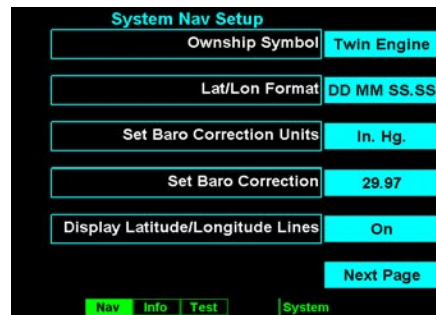 System Nav Setup
Ownship Symbol Twin Engine
Lat/Lon Format DD MM SS.SS
Set Baro Correction Units In. Hg.
Set Baro Correction 29.97
Display Latitude/Longitude Lines On
Next Page
Nav Info Test System